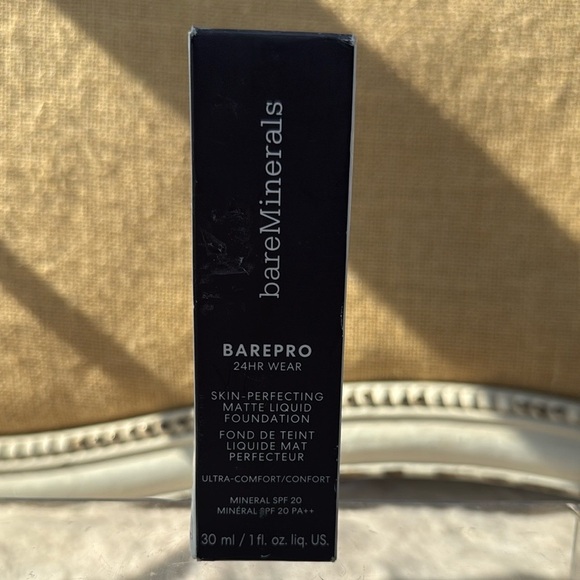 bareMinerals
BAREPRO
24HR WEAR
SKIN-PERFECTING
MATTE LIQUID
FOUNDATION
FOND DE TEINT
LIQUIDE MAT
PERFECTEUR
ULTRA-COMFORT/CONFORT
MINERAL SPF 20
MINÉRAL SPF 20 PA++
30 ml / 1 fl. oz. liq. US.